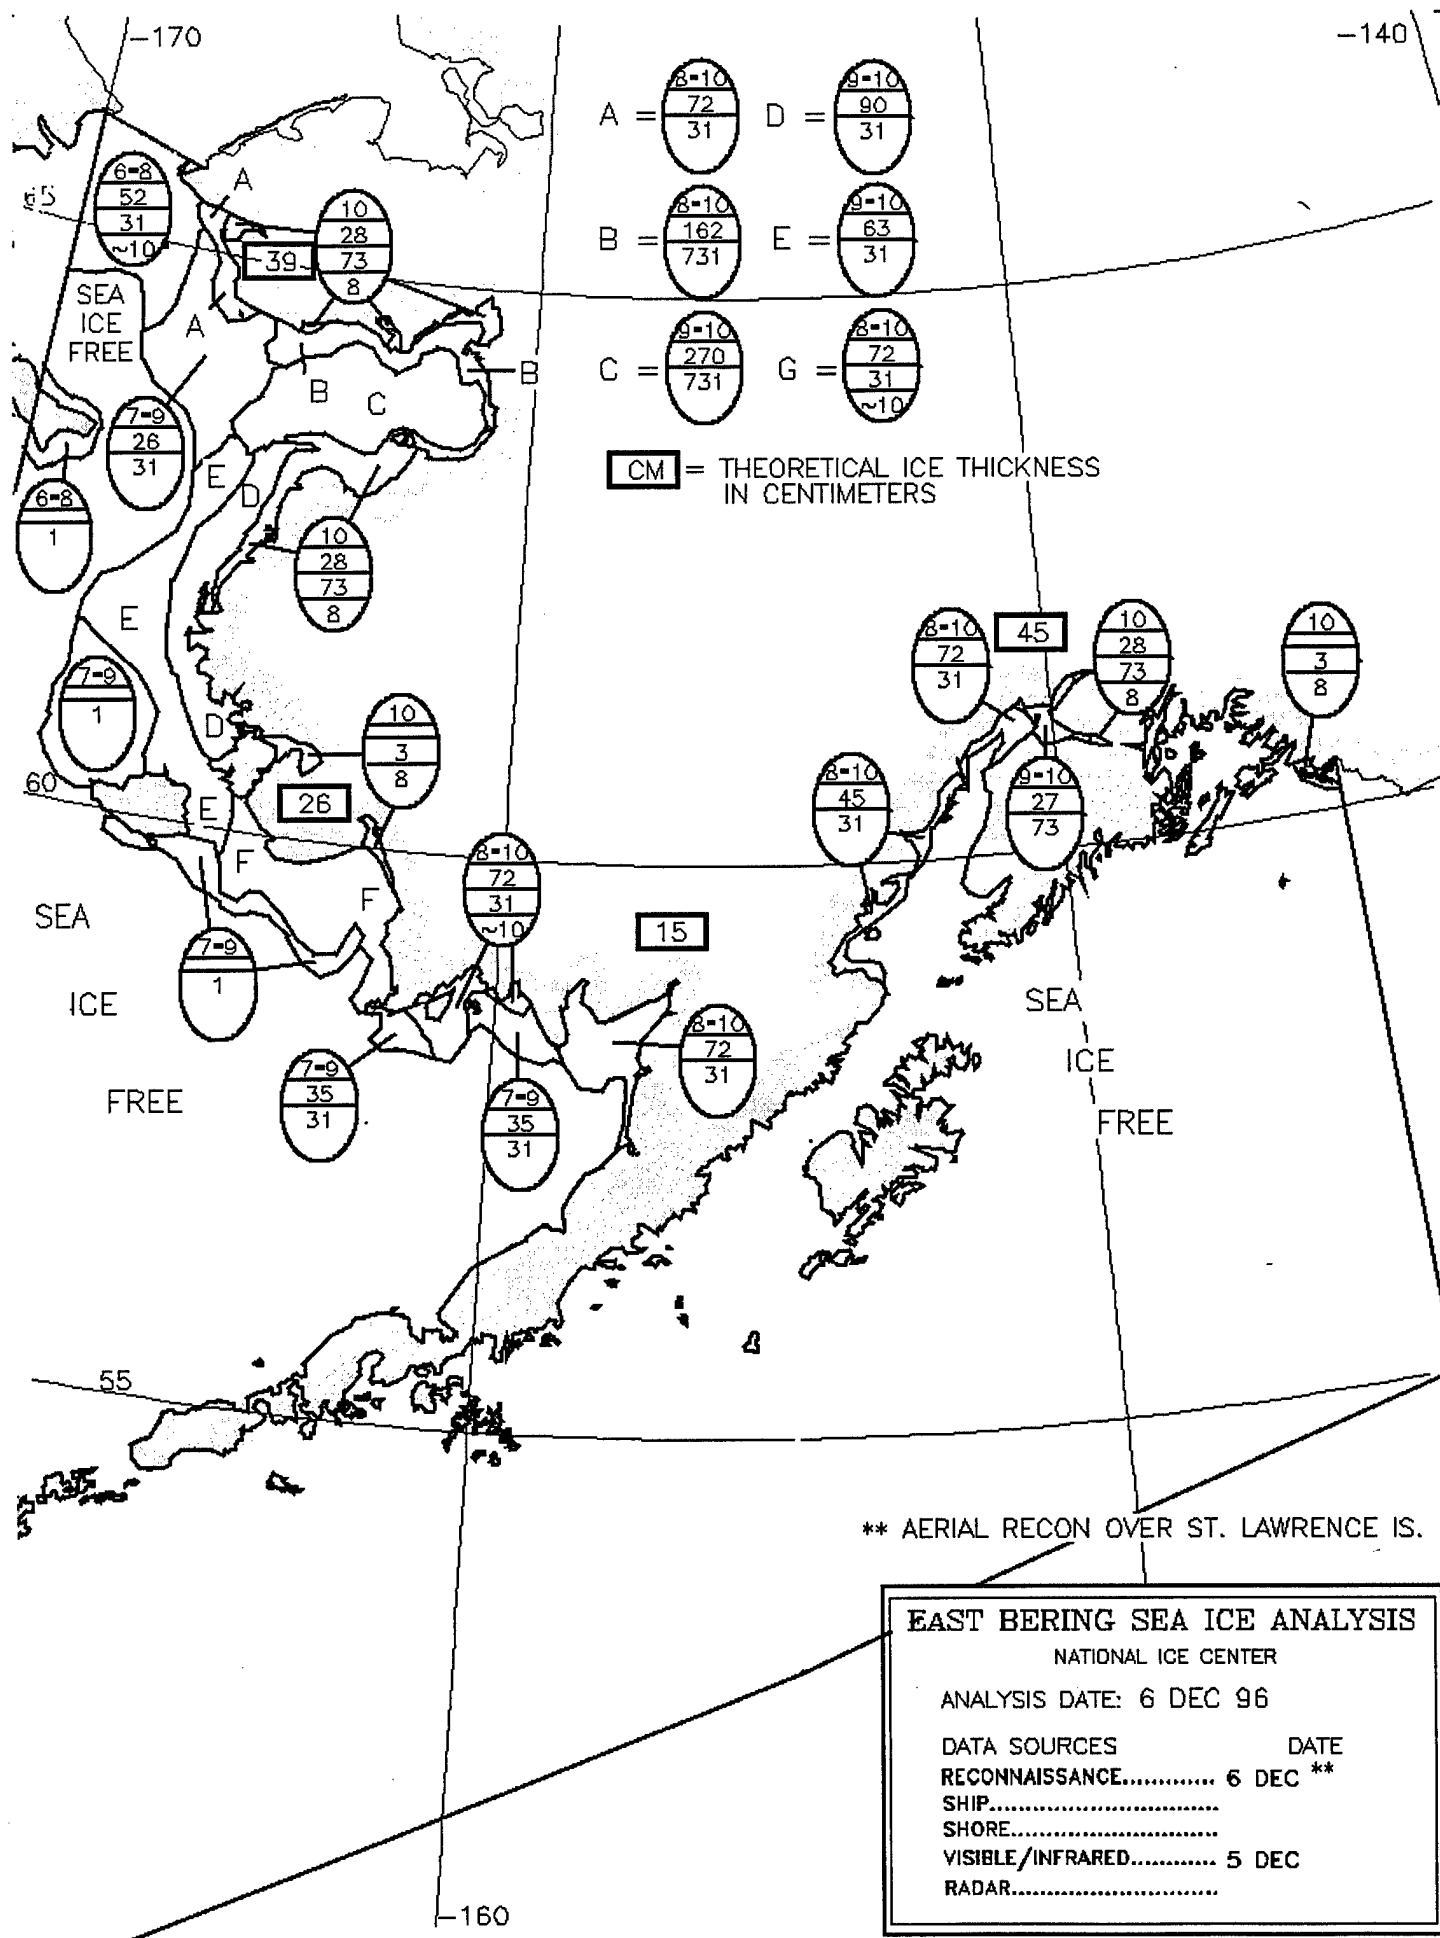 -170
-140
A =
8-10
72
31
D =
9-10
90
31
6-8
52
31
~10
65
A
10
28
73
8
39
B =
8-10
162
731
E =
9-10
63
31
SEA
ICE
FREE
A
C =
9-10
270
731
G =
8-10
72
31
~10
B
B
C
7-9
26
31
CM = THEORETICAL ICE THICKNESS
IN CENTIMETERS
E
D
6-8
1
10
28
73
8
E
8-10
72
31
45
10
28
73
8
10
3
8
7-9
1
D
10
3
8
60
E
26
8-10
45
31
9-10
27
73
F
F
8-10
72
31
~10
SEA
15
7-9
1
ICE
SEA
8-10
72
31
ICE
FREE
7-9
35
31
7-9
35
31
FREE
55
** AERIAL RECON OVER ST. LAWRENCE IS.
EAST BERING SEA ICE ANALYSIS
NATIONAL ICE CENTER
ANALYSIS DATE: 6 DEC 96
DATA SOURCES DATE
RECONNAISSANCE............. 6 DEC **
SHIP................................
SHORE.............................
VISIBLE/INFRARED............ 5 DEC
RADAR.............................
-160